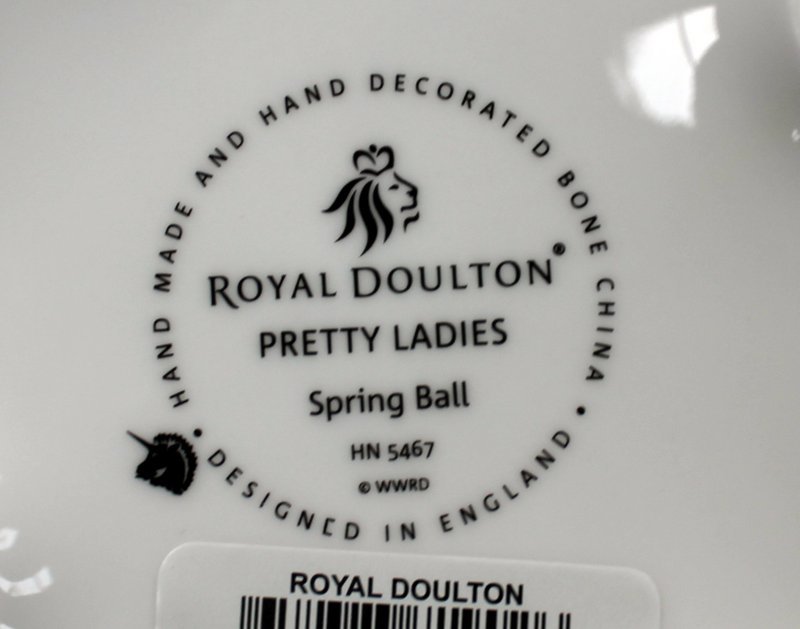 HAND MADE AND HAND DECORATED BONE CHINA
ROYAL DOULTON®
PRETTY LADIES
Spring Ball
HN 5467
© WWRD
• DESIGNED IN ENGLAND •
ROYAL DOULTON